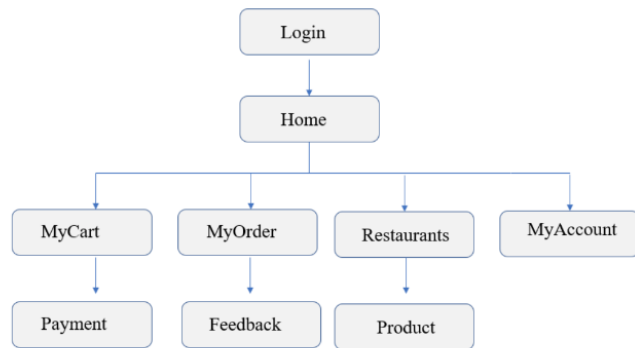 Login
Home
MyCart
MyOrder
Restaurants
MyAccount
Payment
Feedback
Product